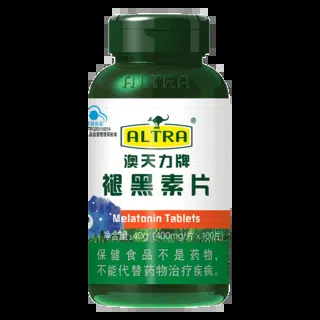 ALTRA
澳天力牌
褪黑素片
Melatonin Tablets
净含量:40g(400mg/片×100片)
保健食品不是药物,
不能代替药物治疗疾病。